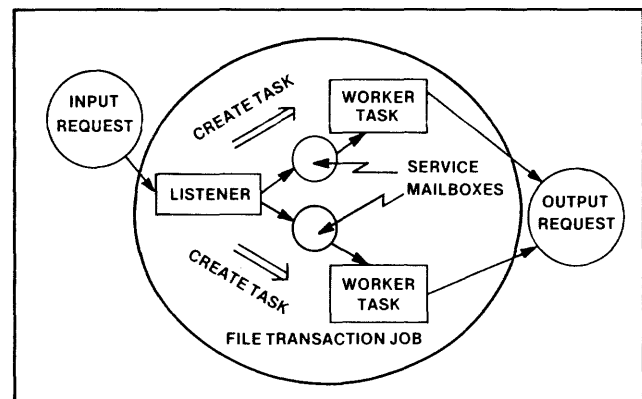 INPUT
REQUEST
CREATE TASK
WORKER
TASK
LISTENER
SERVICE
MAILBOXES
OUTPUT
REQUEST
CREATE TASK
WORKER
TASK
FILE TRANSACTION JOB